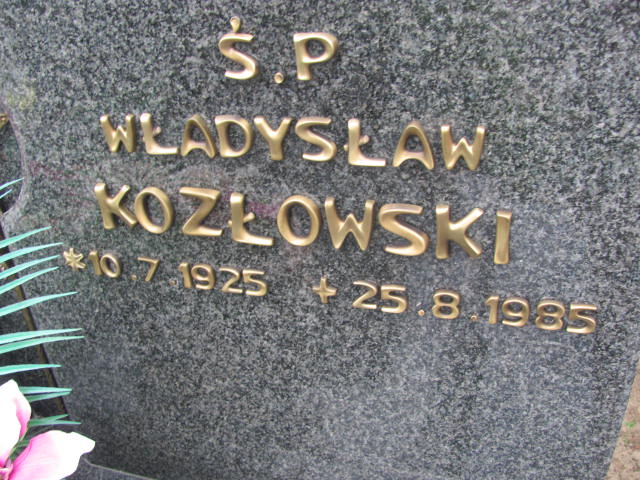 Ś.P
WŁADYSŁAW
KOZŁOWSKI
*10.7.1925 +25.8.1985